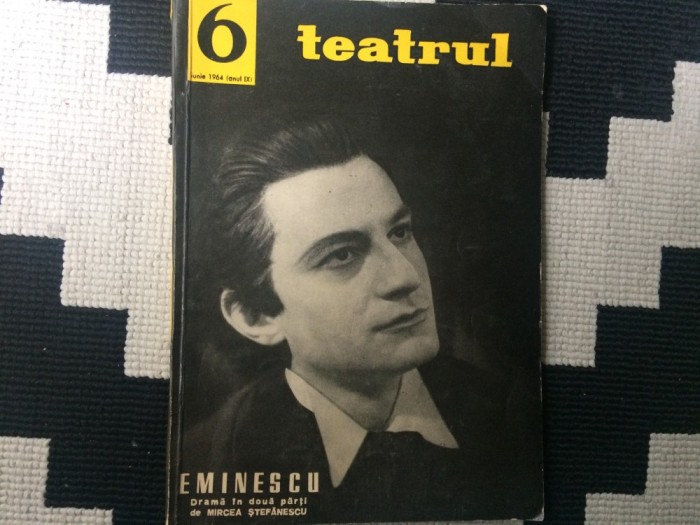 6
teatrul
iunie 1964 (anul IX)
EMINESCU
Dramă în două părți
de MIRCEA ȘTEFĂNESCU